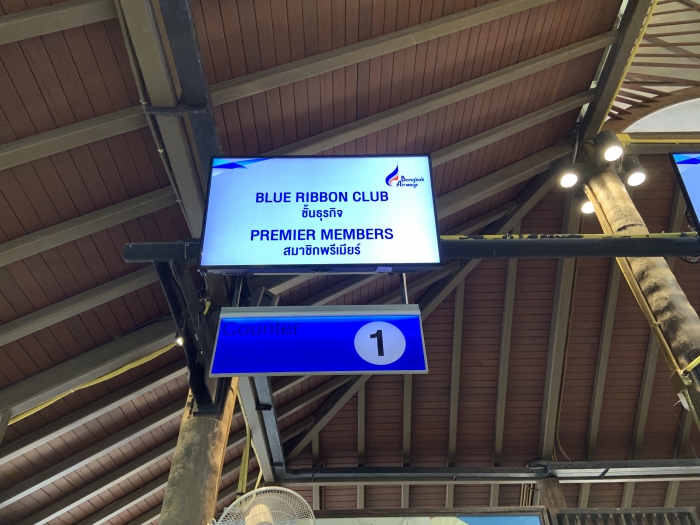 Bangkok
Airways
BLUE RIBBON CLUB
ชั้นธุรกิจ
PREMIER MEMBERS
สมาชิกพรีเมียร์
Counter
1